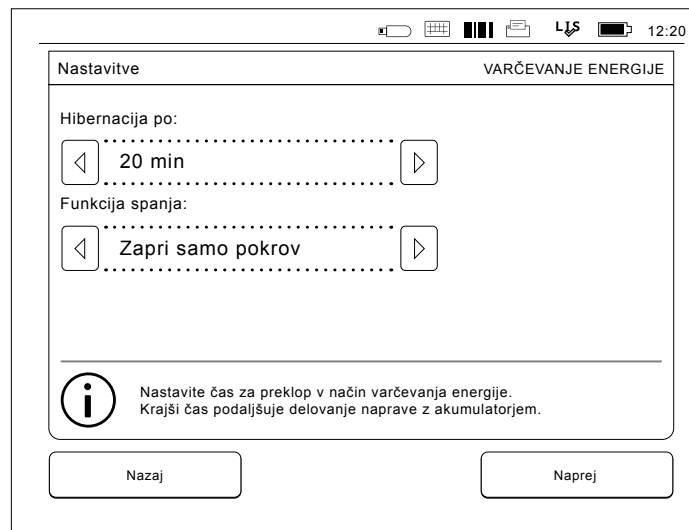 LIS 12:20
Nastavitve VARČEVANJE ENERGIJE
Hibernacija po:
20 min
Funkcija spanja:
Zapri samo pokrov
Nastavite čas za preklop v način varčevanja energije.
Krajši čas podaljšuje delovanje naprave z akumulatorjem.
Nazaj Naprej